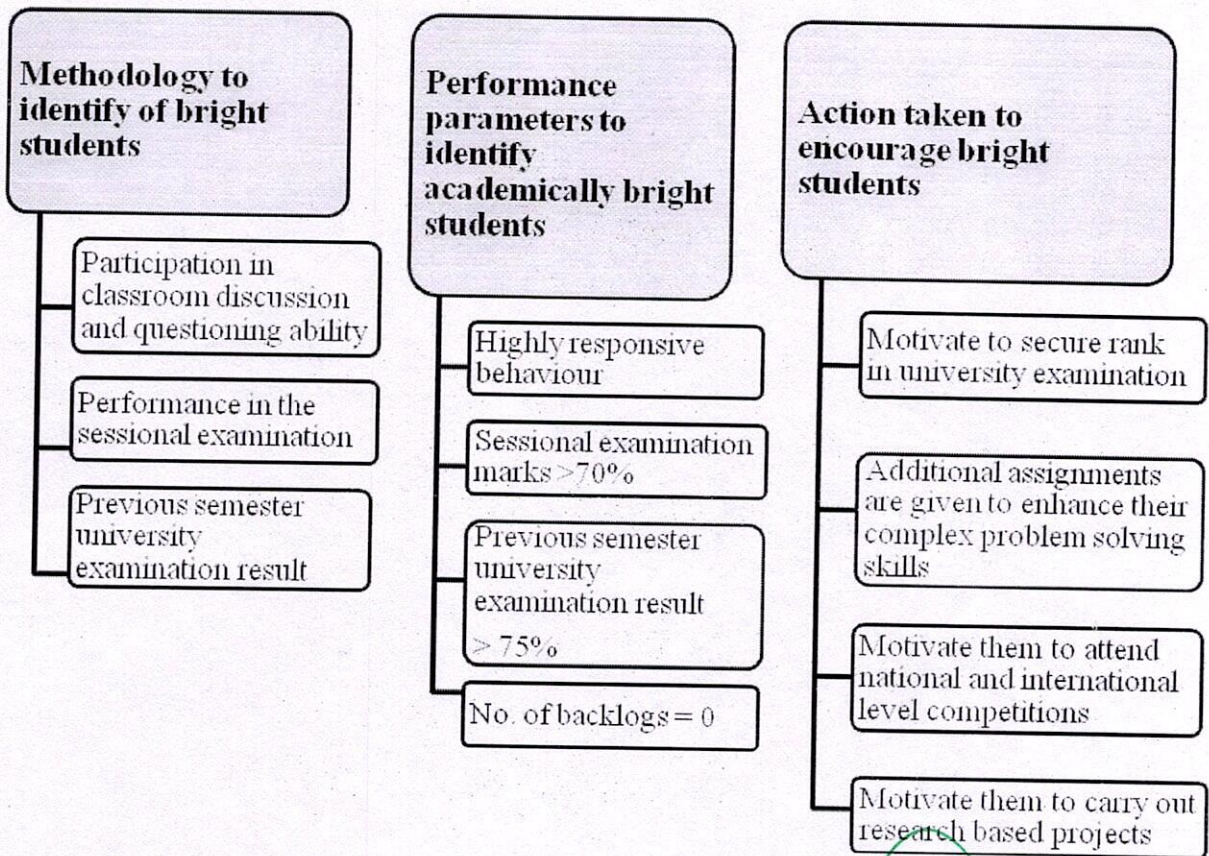 Methodology to
identify of bright
students
Participation in
classroom discussion
and questioning ability
Performance in the
sessional examination
Previous semester
university
examination result
Performance
parameters to
identify
academically bright
students
Highly responsive
behaviour
Sessional examination
marks >70%
Previous semester
university
examination result
> 75%
No. of backlogs = 0
Action taken to
encourage bright
students
Motivate to secure rank
in university examination
Additional assignments
are given to enhance their
complex problem solving
skills
Motivate them to attend
national and international
level competitions
Motivate them to carry out
research based projects